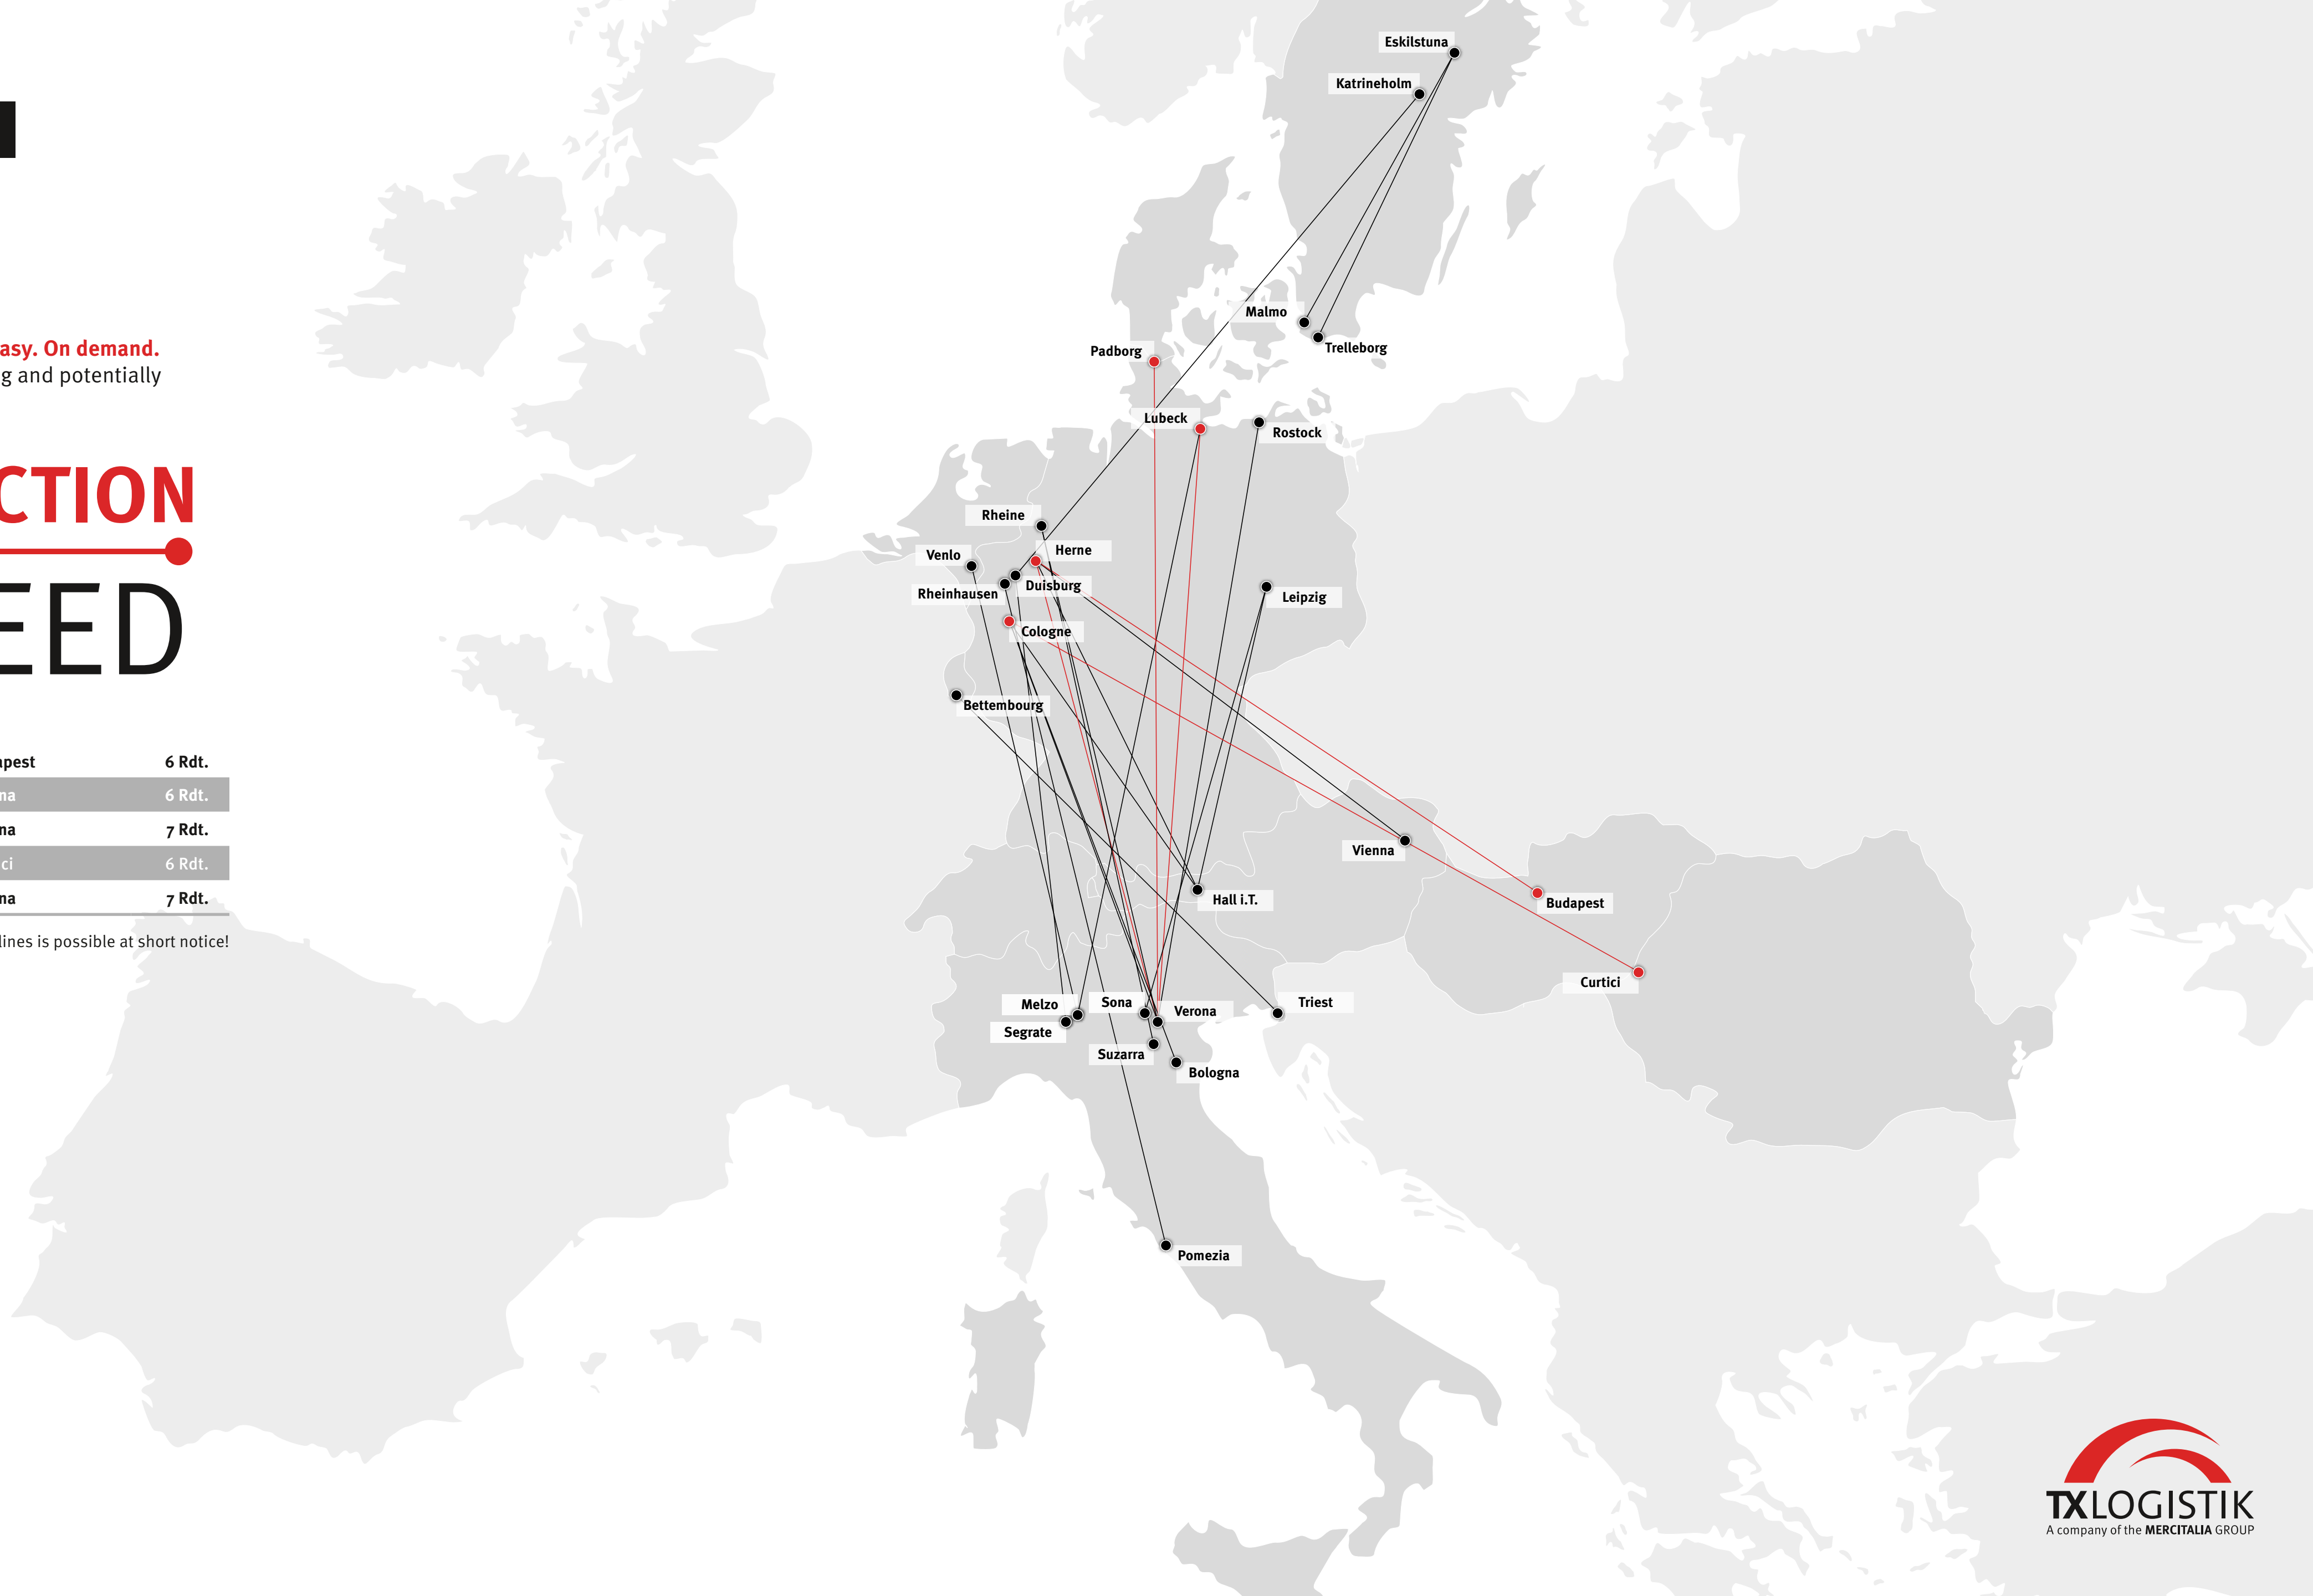 asy. On demand.
g and potentially
CTION
EED
apest 6 Rdt.
na 6 Rdt.
na 7 Rdt.
ci 6 Rdt.
na 7 Rdt.
lines is possible at short notice!
Eskilstuna
Katrineholm
Malmo
Trelleborg
Padborg
Lubeck
Rostock
Rheine
Herne
Venlo
Duisburg
Rheinhausen
Leipzig
Cologne
Bettembourg
Vienna
Hall i.T.
Budapest
Curtici
Melzo
Sona
Verona
Triest
Segrate
Suzarra
Bologna
Pomezia
TXLOGISTIK
A company of the MERCITALIA GROUP